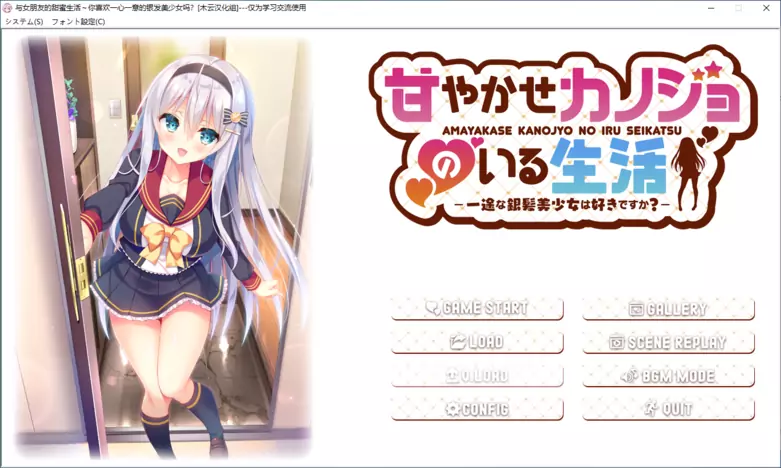 与女朋友的甜蜜生活~你喜欢一心一意的银发美少女吗？[木云汉化组]---仅为学习交流使用
システム(S) フォント設定(C)
甘やかせカノジョ
AMAYAKASE KANOJYO NO IRU SEIKATSU
のいる生活
－一途な銀髪美少女は好きですか？－
GAME START
GALLERY
LOAD
SCENE REPLAY
Q.LOAD
BGM MODE
CONFIG
QUIT